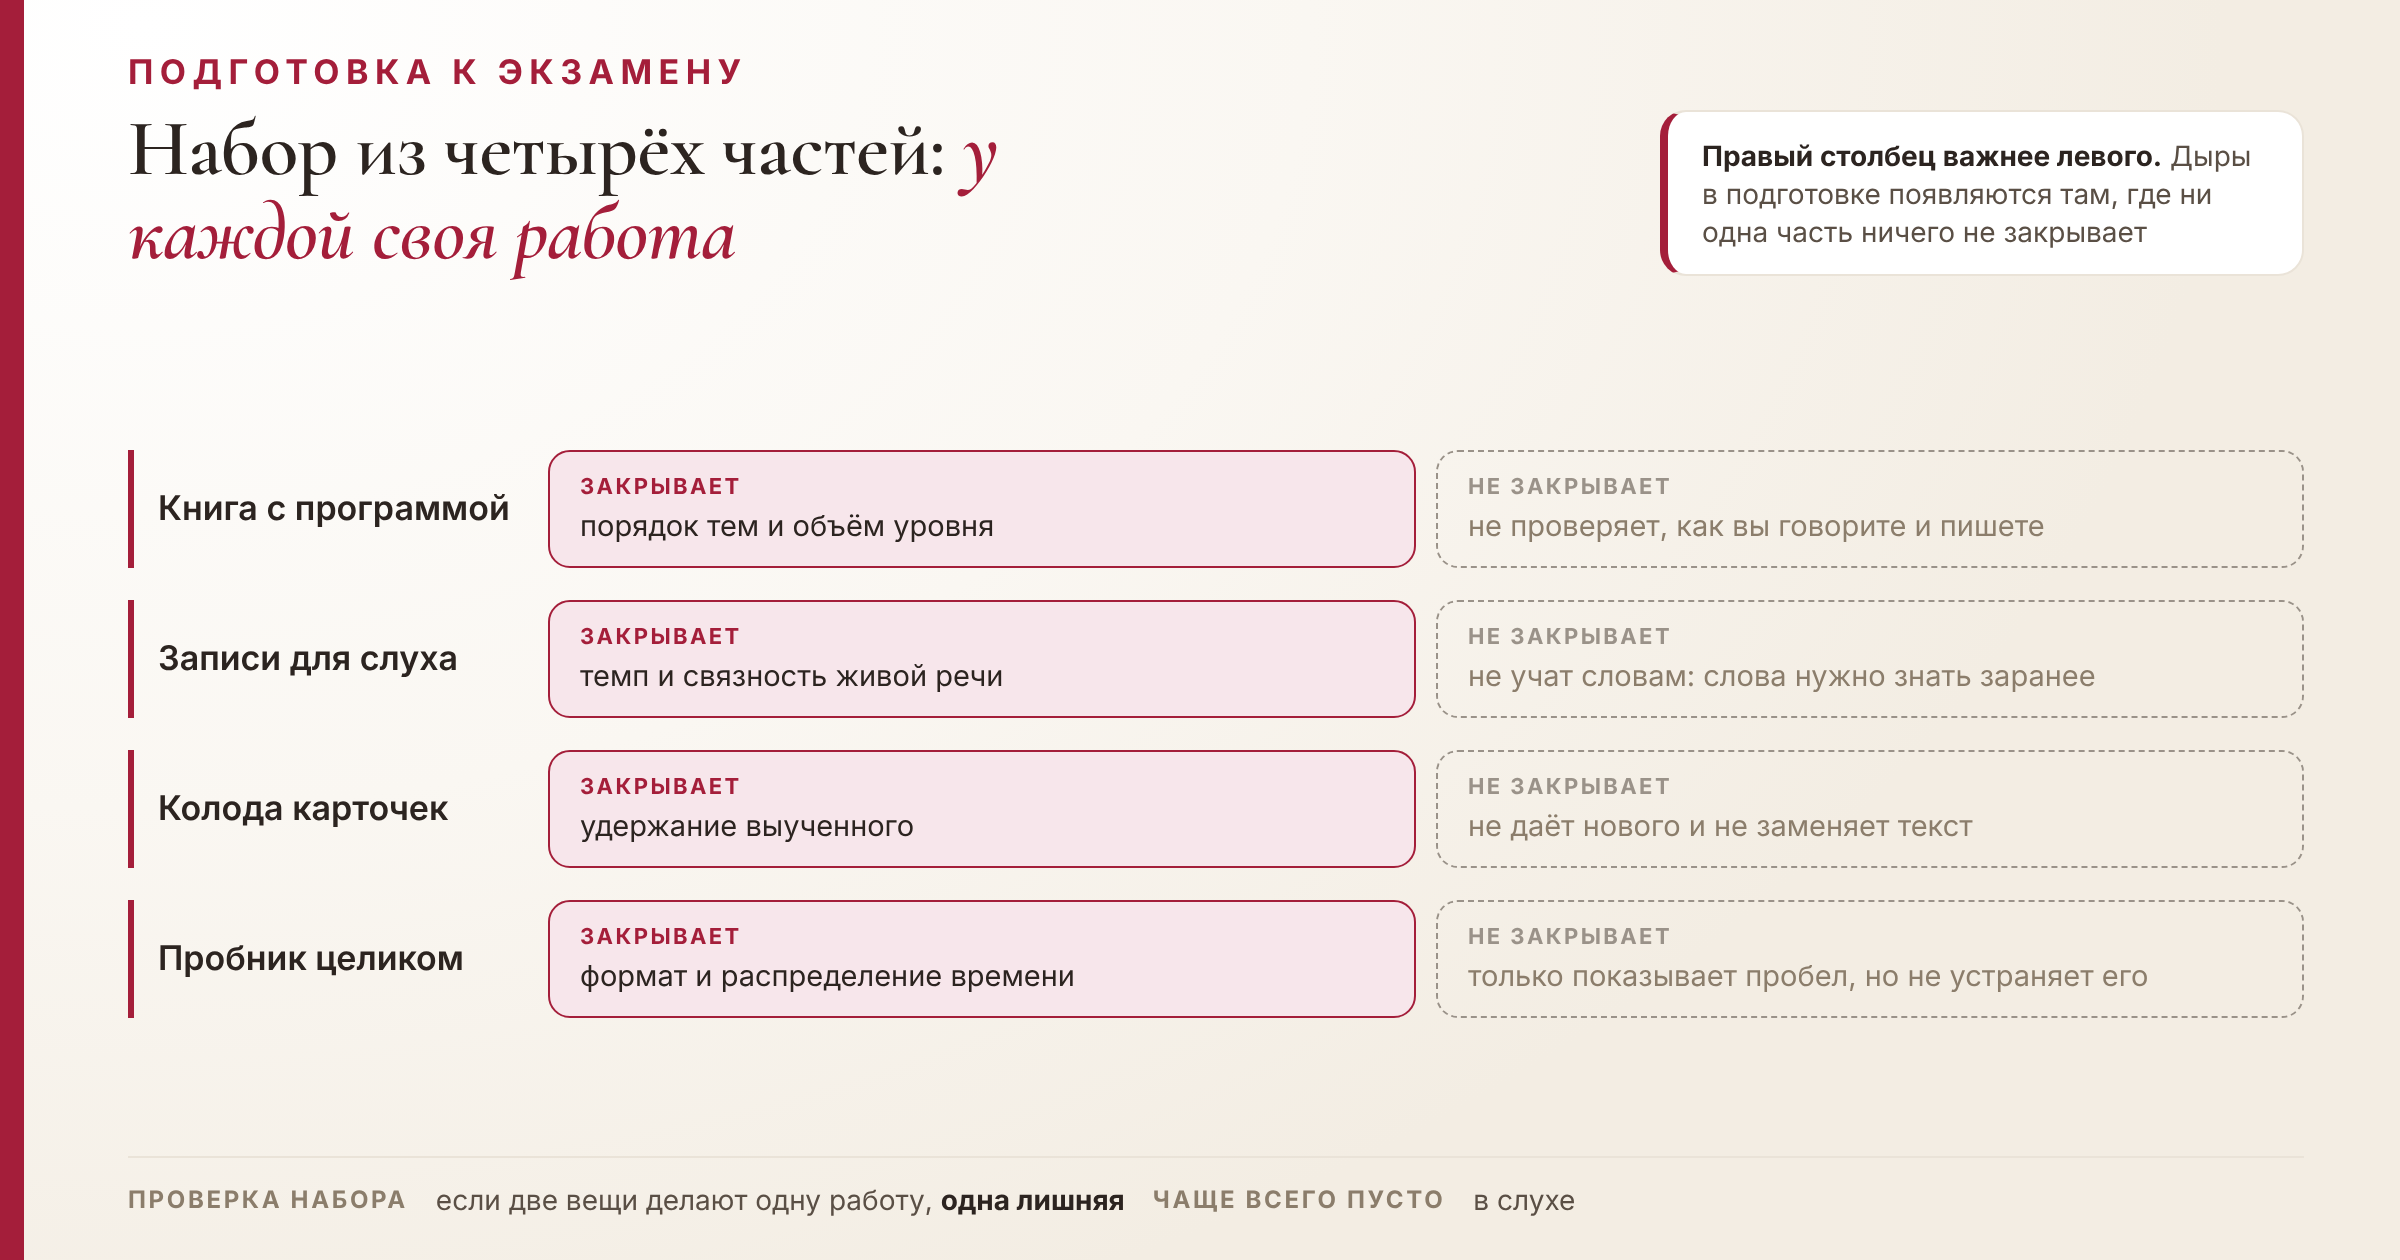 ПОДГОТОВКА К ЭКЗАМЕНУ
Набор из четырёх частей: у
каждой своя работа
Правый столбец важнее левого. Дыры
в подготовке появляются там, где ни
одна часть ничего не закрывает
Книга с программой
ЗАКРЫВАЕТ
порядок тем и объём уровня
НЕ ЗАКРЫВАЕТ
не проверяет, как вы говорите и пишете
Записи для слуха
ЗАКРЫВАЕТ
темп и связность живой речи
НЕ ЗАКРЫВАЕТ
не учат словам: слова нужно знать заранее
Колода карточек
ЗАКРЫВАЕТ
удержание выученного
НЕ ЗАКРЫВАЕТ
не даёт нового и не заменяет текст
Пробник целиком
ЗАКРЫВАЕТ
формат и распределение времени
НЕ ЗАКРЫВАЕТ
только показывает пробел, но не устраняет его
ПРОВЕРКА НАБОРА если две вещи делают одну работу, одна лишняя ЧАЩЕ ВСЕГО ПУСТО в слухе